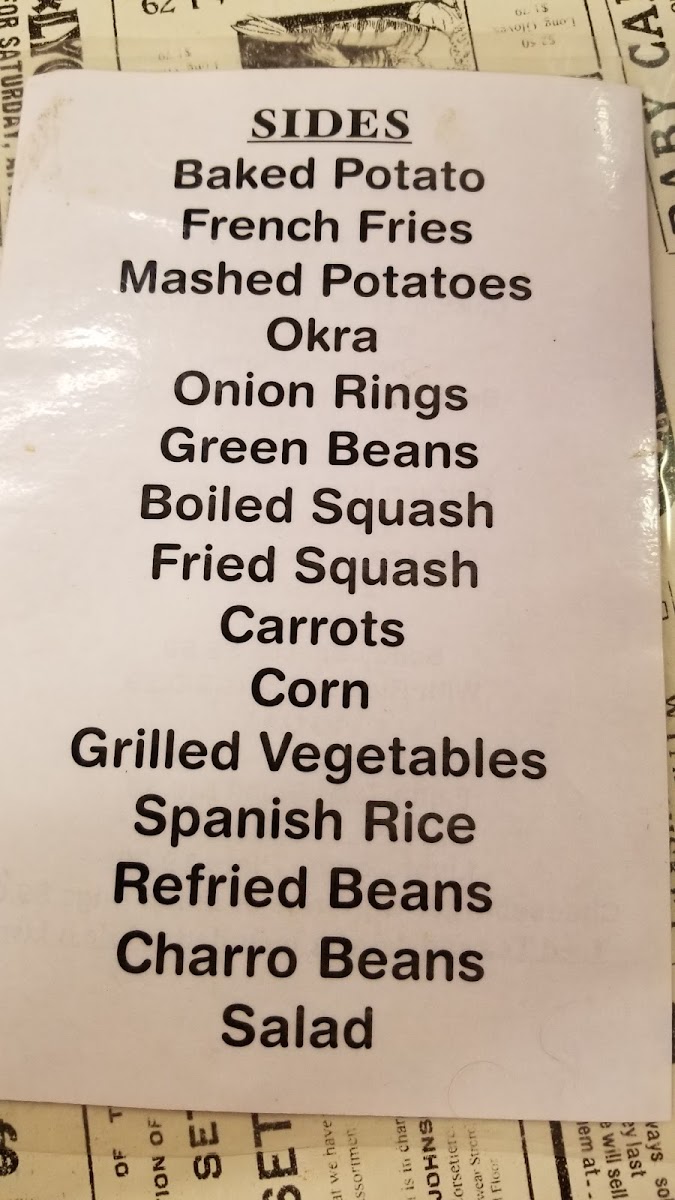 SIDES
Baked Potato
French Fries
Mashed Potatoes
Okra
Onion Rings
Green Beans
Boiled Squash
Fried Squash
Carrots
Corn
Grilled Vegetables
Spanish Rice
Refried Beans
Charro Beans
Salad